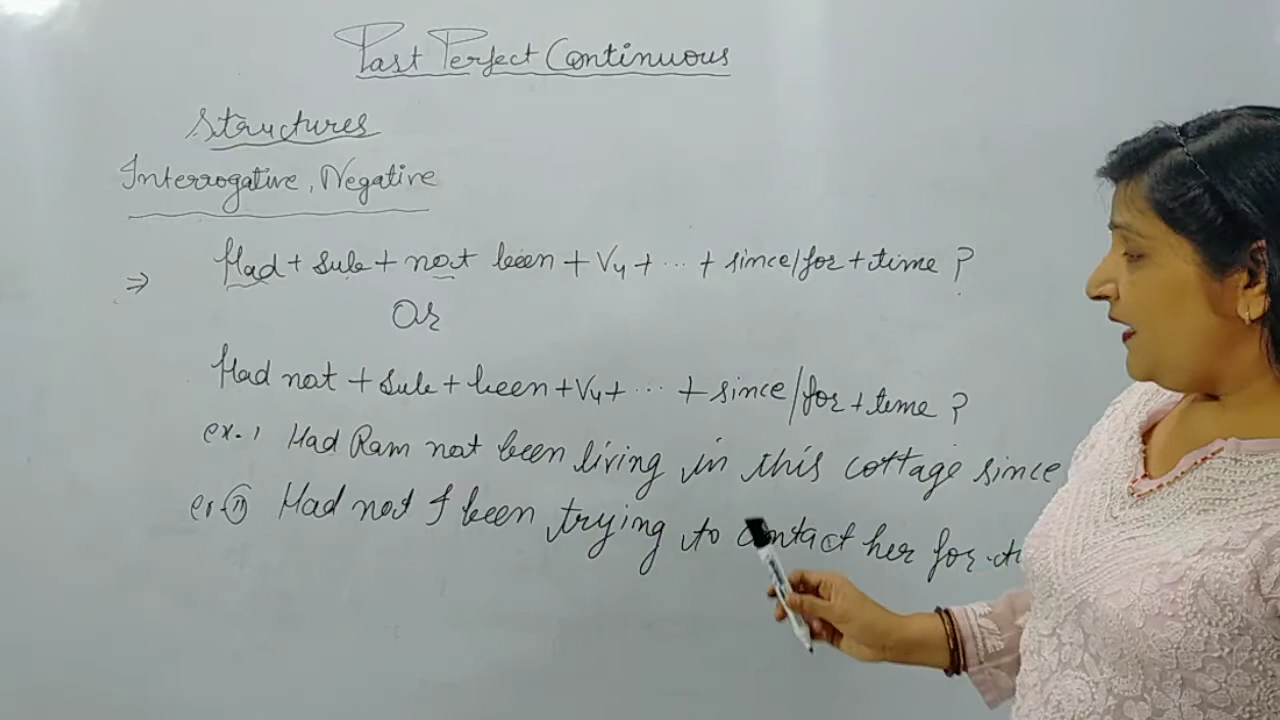 Past Perfect Continuous
Structures
Interrogative, Negative
⇒ Had + Sub + not been + V4 + ... + since/for + time ?
Or
Had not + Sub + been + V4 + ... + since/for + time ?
ex. 1 Had Ram not been living in this cottage since
ex. (ii) Had not I been trying to contact her for